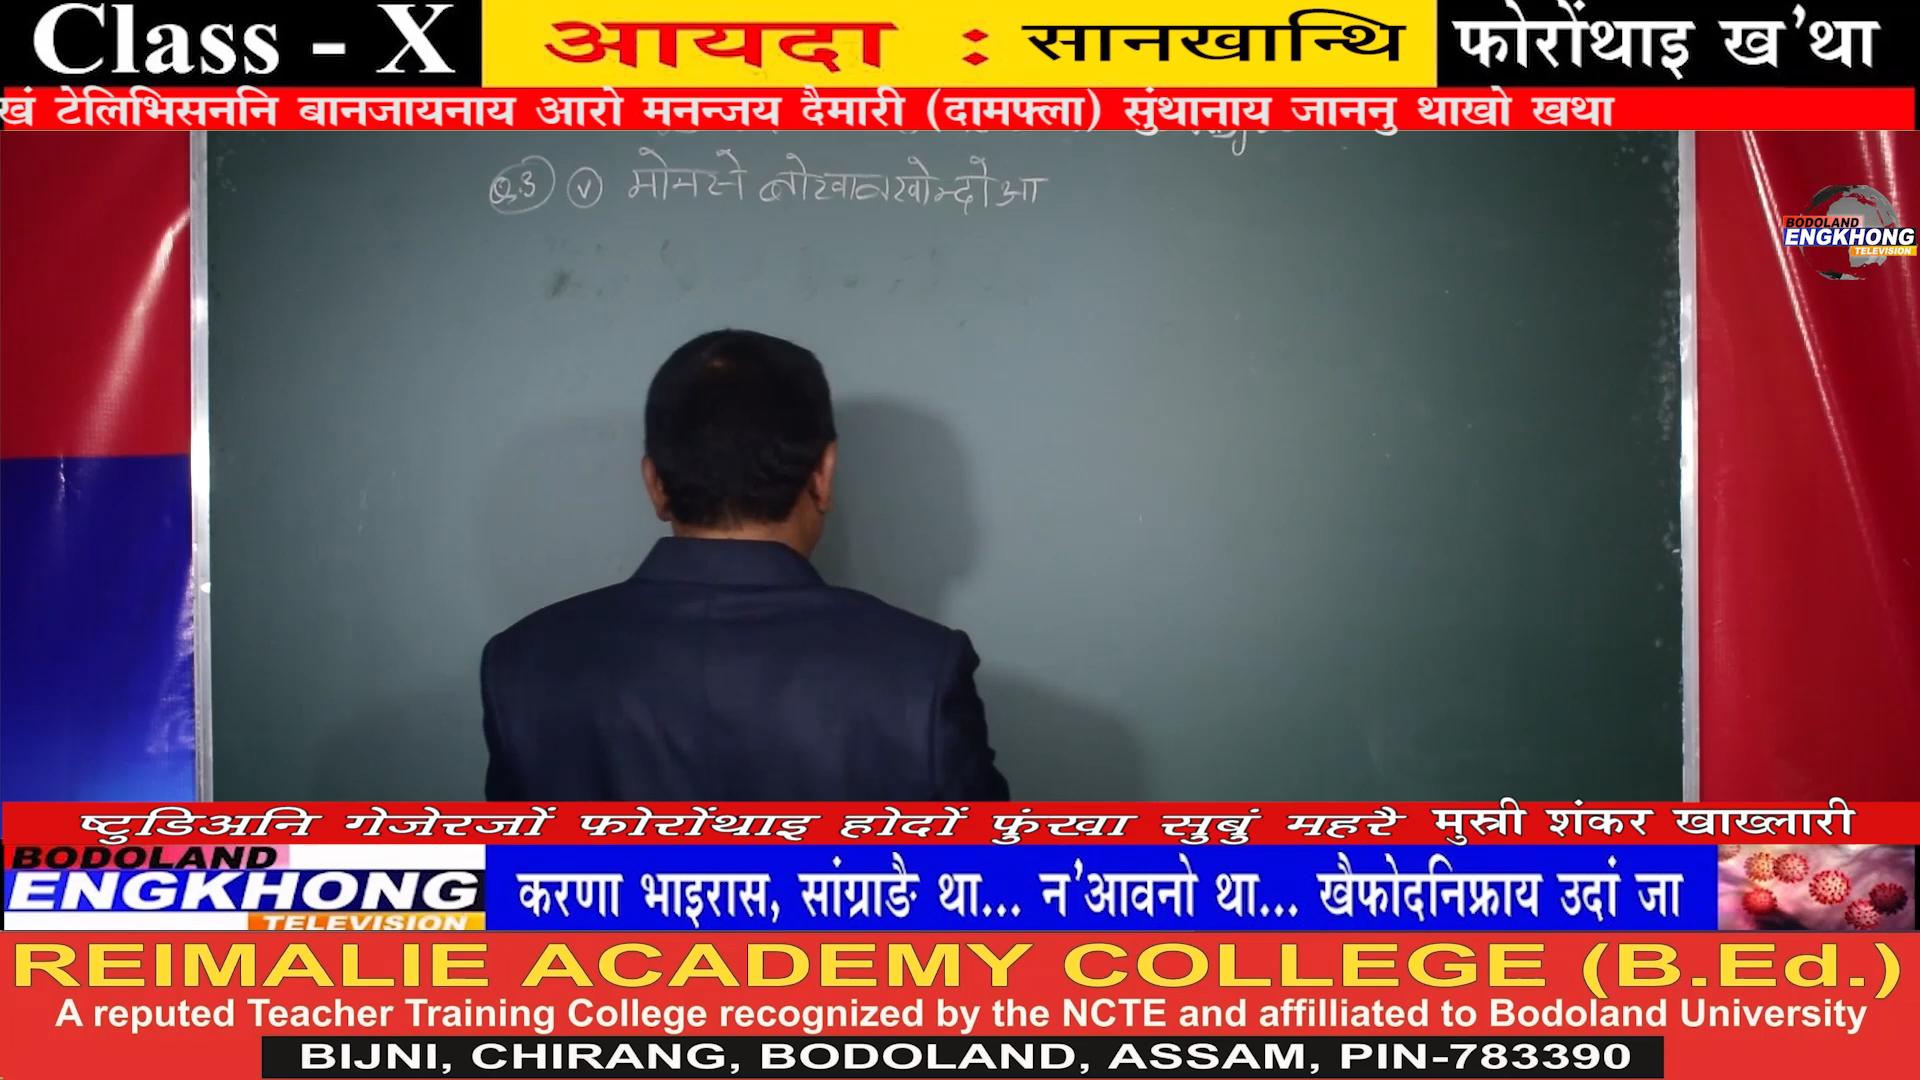 Class - X आयदा : सानखान्थि फोरोंथाइ ख'था
खं टेलिभिसननि बानजायनाय आरो मनन्जय दैमारी (दामफ्ला) सुंथानाय जाननु थाखो खथा
Q.3 (v) मोनसे
BODOLAND
ENGKHONG
TELEVISION
ष्टुडिअनि गेजेरजों फोरोंथाइ होदों फुंखा सुबुं महरै मुस्री शंकर खाख्लारी
BODOLAND
ENGKHONG
TELEVISION
करणा भाइरास, सांग्राङै था... न'आवनो था... खैफोदनिफ्राय उदां जा
REIMALIE ACADEMY COLLEGE (B.Ed.)
A reputed Teacher Training College recognized by the NCTE and affilliated to Bodoland University
BIJNI, CHIRANG, BODOLAND, ASSAM, PIN-783390